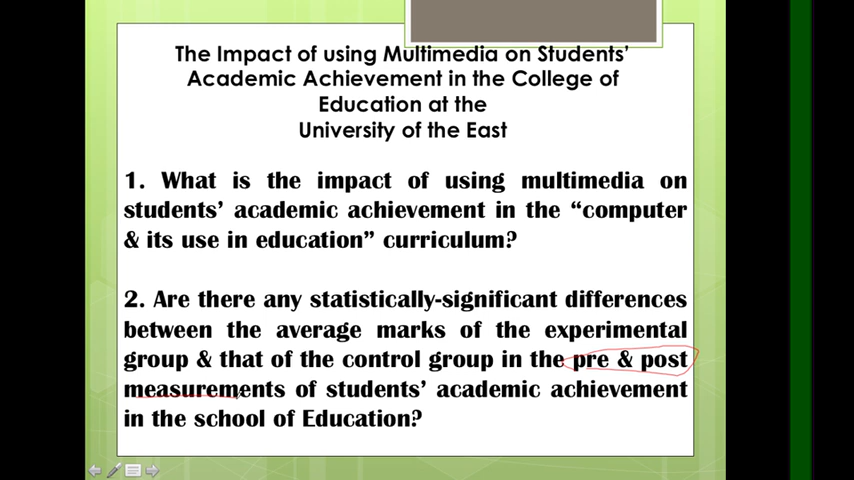 The Impact of using Multimedia on Students’
Academic Achievement in the College of
Education at the
University of the East
1. What is the impact of using multimedia on
students’ academic achievement in the “computer
& its use in education” curriculum?
2. Are there any statistically-significant differences
between the average marks of the experimental
group & that of the control group in the pre & post
measurements of students’ academic achievement
in the school of Education?